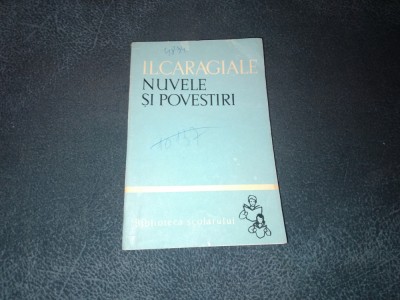 I.L.CARAGIALE
NUVELE
ȘI POVESTIRI
Biblioteca școlarului